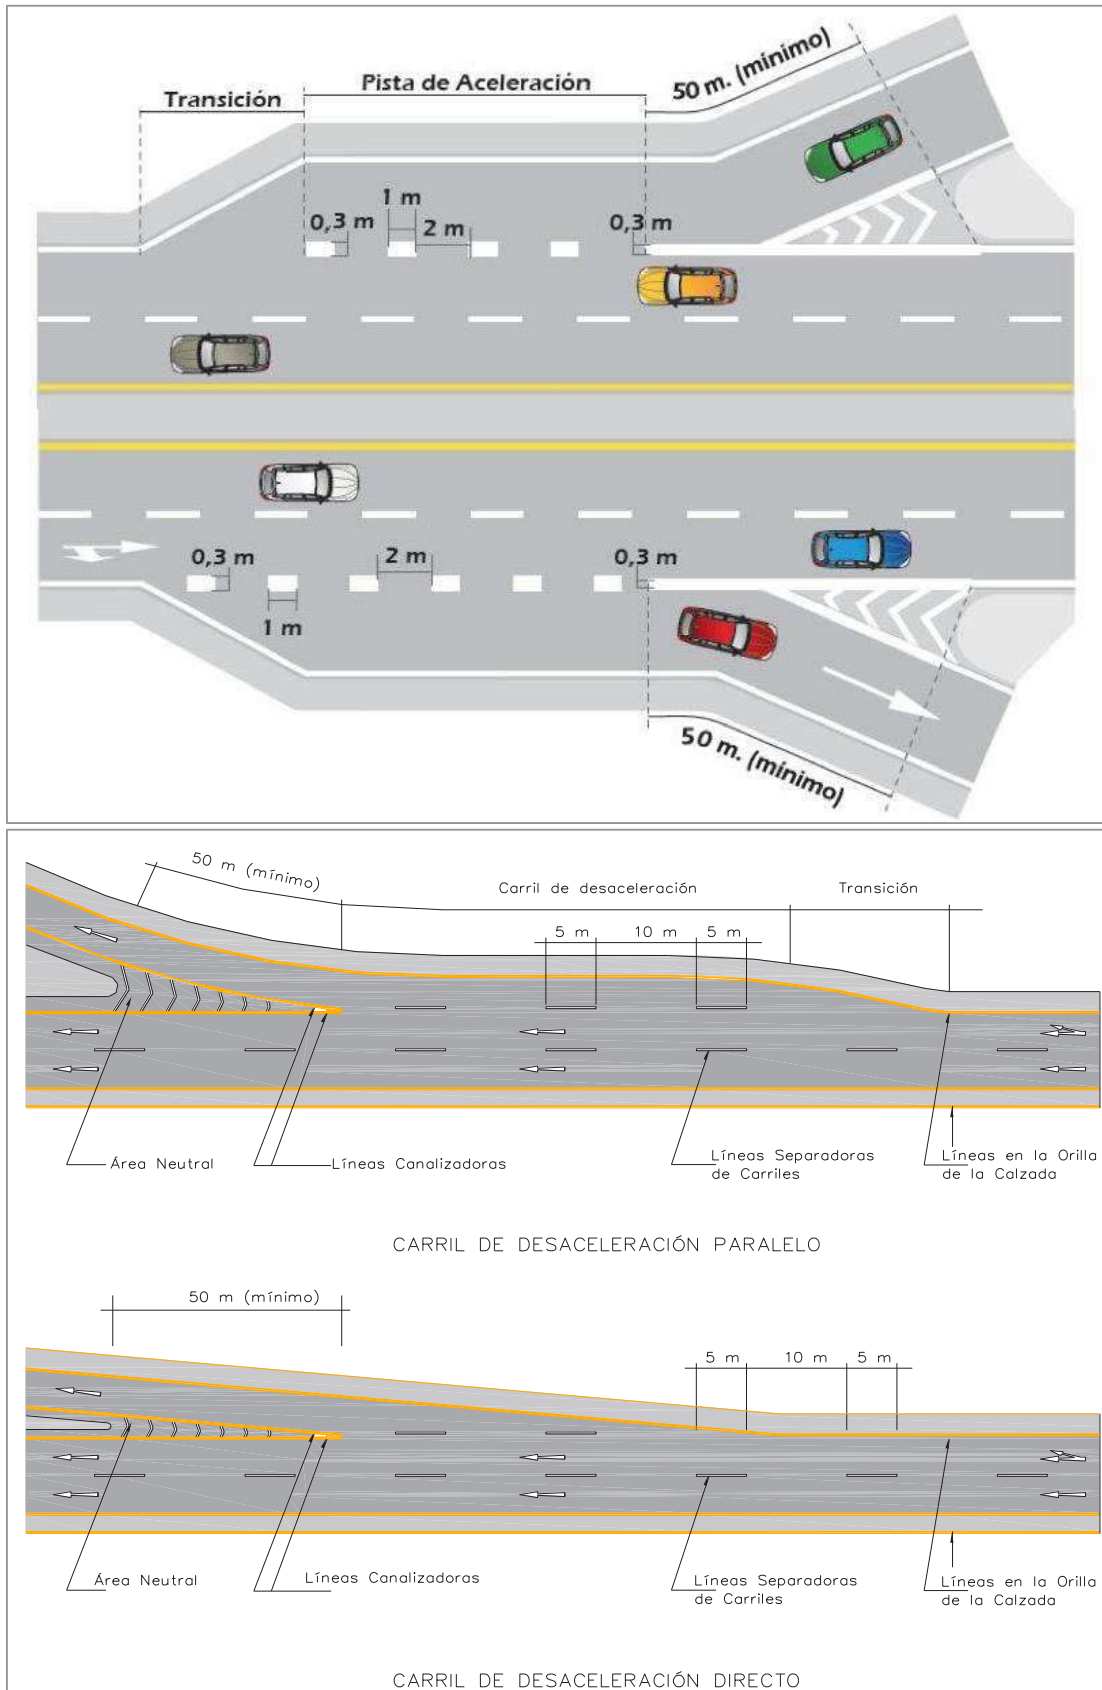 50 m. (mínimo)
Pista de Aceleración
Transición
1 m
0,3 m
2 m
0,3 m
0,3 m
2 m
0,3 m
1 m
50 m. (mínimo)
50 m (mínimo)
Carril de desaceleración
Transición
5 m
10 m
5 m
Área Neutral
Líneas Canalizadoras
Líneas Separadoras
de Carriles
Líneas en la Orilla
de la Calzada
CARRIL DE DESACELERACIÓN PARALELO
50 m (mínimo)
5 m
10 m
5 m
Área Neutral
Líneas Canalizadoras
Líneas Separadoras
de Carriles
Líneas en la Orilla
de la Calzada
CARRIL DE DESACELERACIÓN DIRECTO